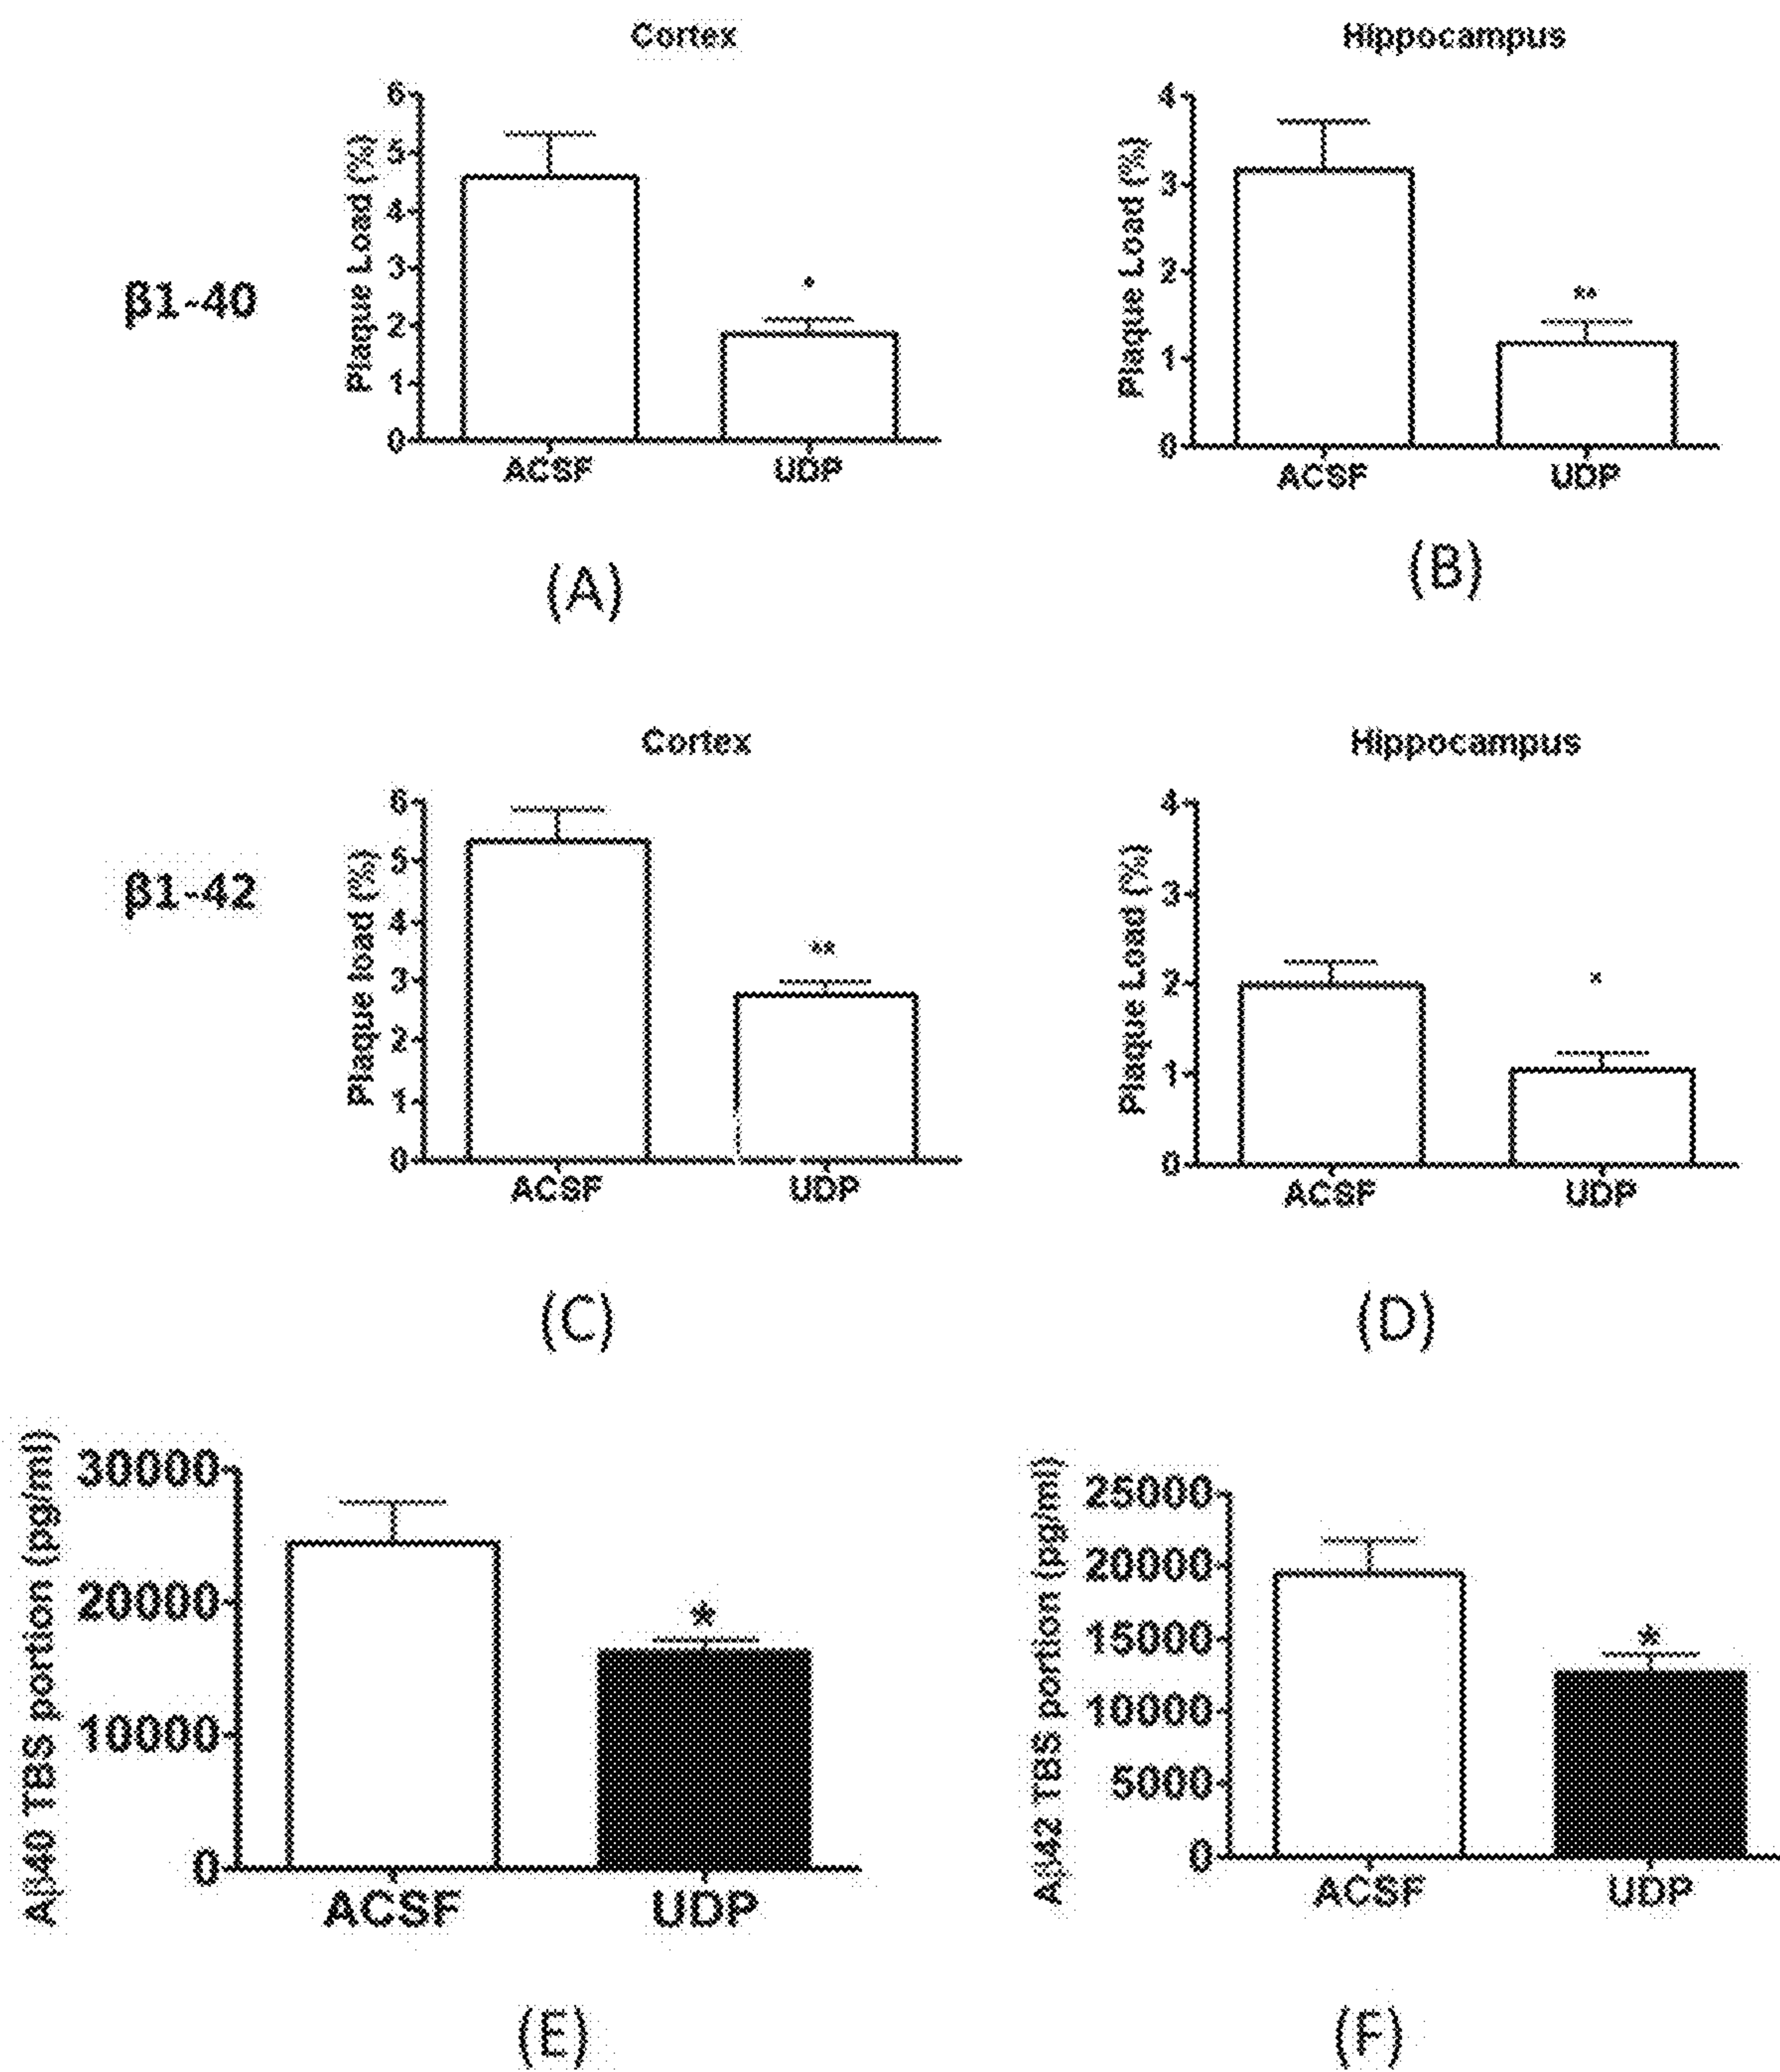 Cortex
Hippocampus
β1-40
Plaque Load (%)
6
5
4
3
2
1
0
ACSF
UDP
*
Plaque Load (%)
4
3
2
1
0
ACSF
UDP
**
(A)
(B)
Cortex
Hippocampus
β1-42
Plaque load (%)
6
5
4
3
2
1
0
ACSF
UDP
**
Plaque Load (%)
4
3
2
1
0
ACSF
UDP
*
(C)
(D)
Aβ40 TBS portion (pg/ml)
30000
20000
10000
0
ACSF
UDP
*
Aβ42 TBS portion (pg/ml)
25000
20000
15000
10000
5000
0
ACSF
UDP
*
(E)
(F)